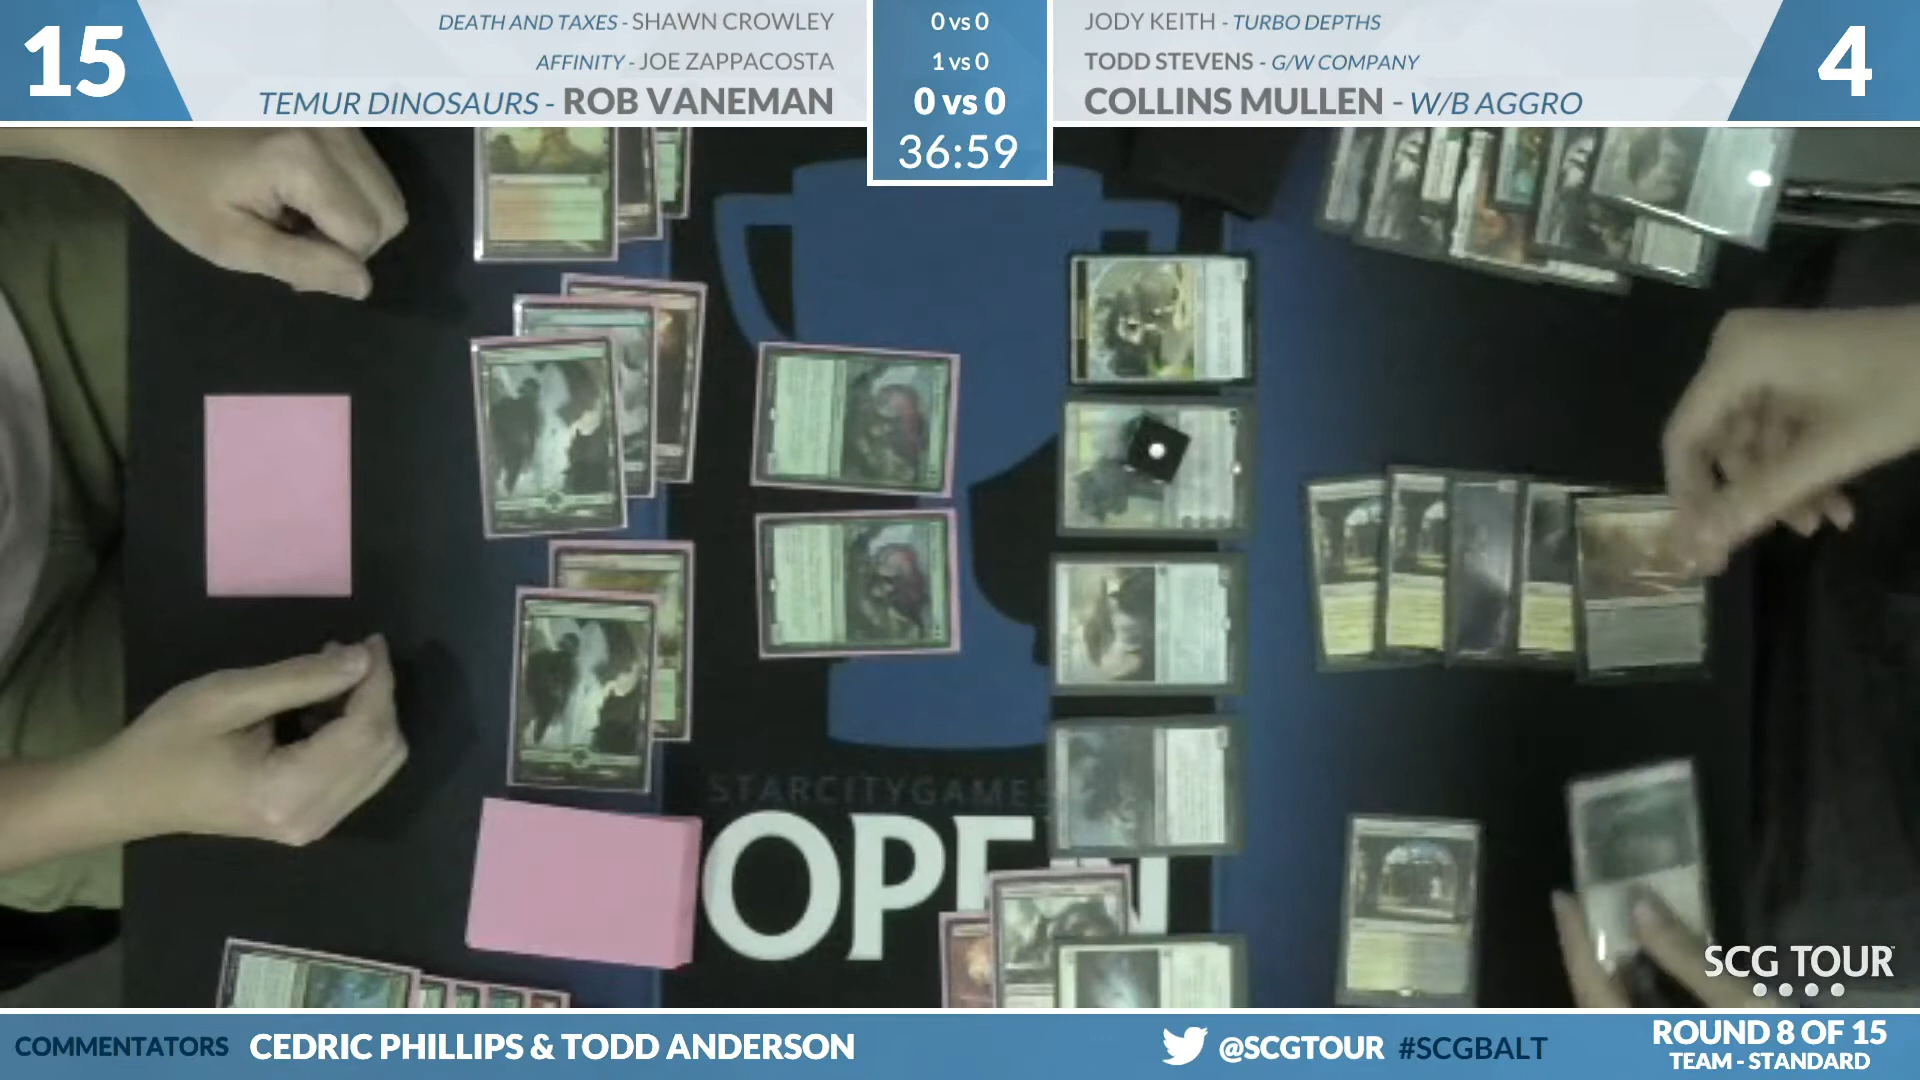 15
DEATH AND TAXES - SHAWN CROWLEY
0 vs 0
JODY KEITH - TURBO DEPTHS
4
AFFINITY - JOE ZAPPACOSTA
1 vs 0
TODD STEVENS - G/W COMPANY
TEMUR DINOSAURS - ROB VANEMAN
0 vs 0
COLLINS MULLEN - W/B AGGRO
36:59
STARCITYGAMES
OPEN
SCG TOUR
COMMENTATORS CEDRIC PHILLIPS & TODD ANDERSON
@SCGTOUR #SCGBALT
ROUND 8 OF 15
TEAM - STANDARD